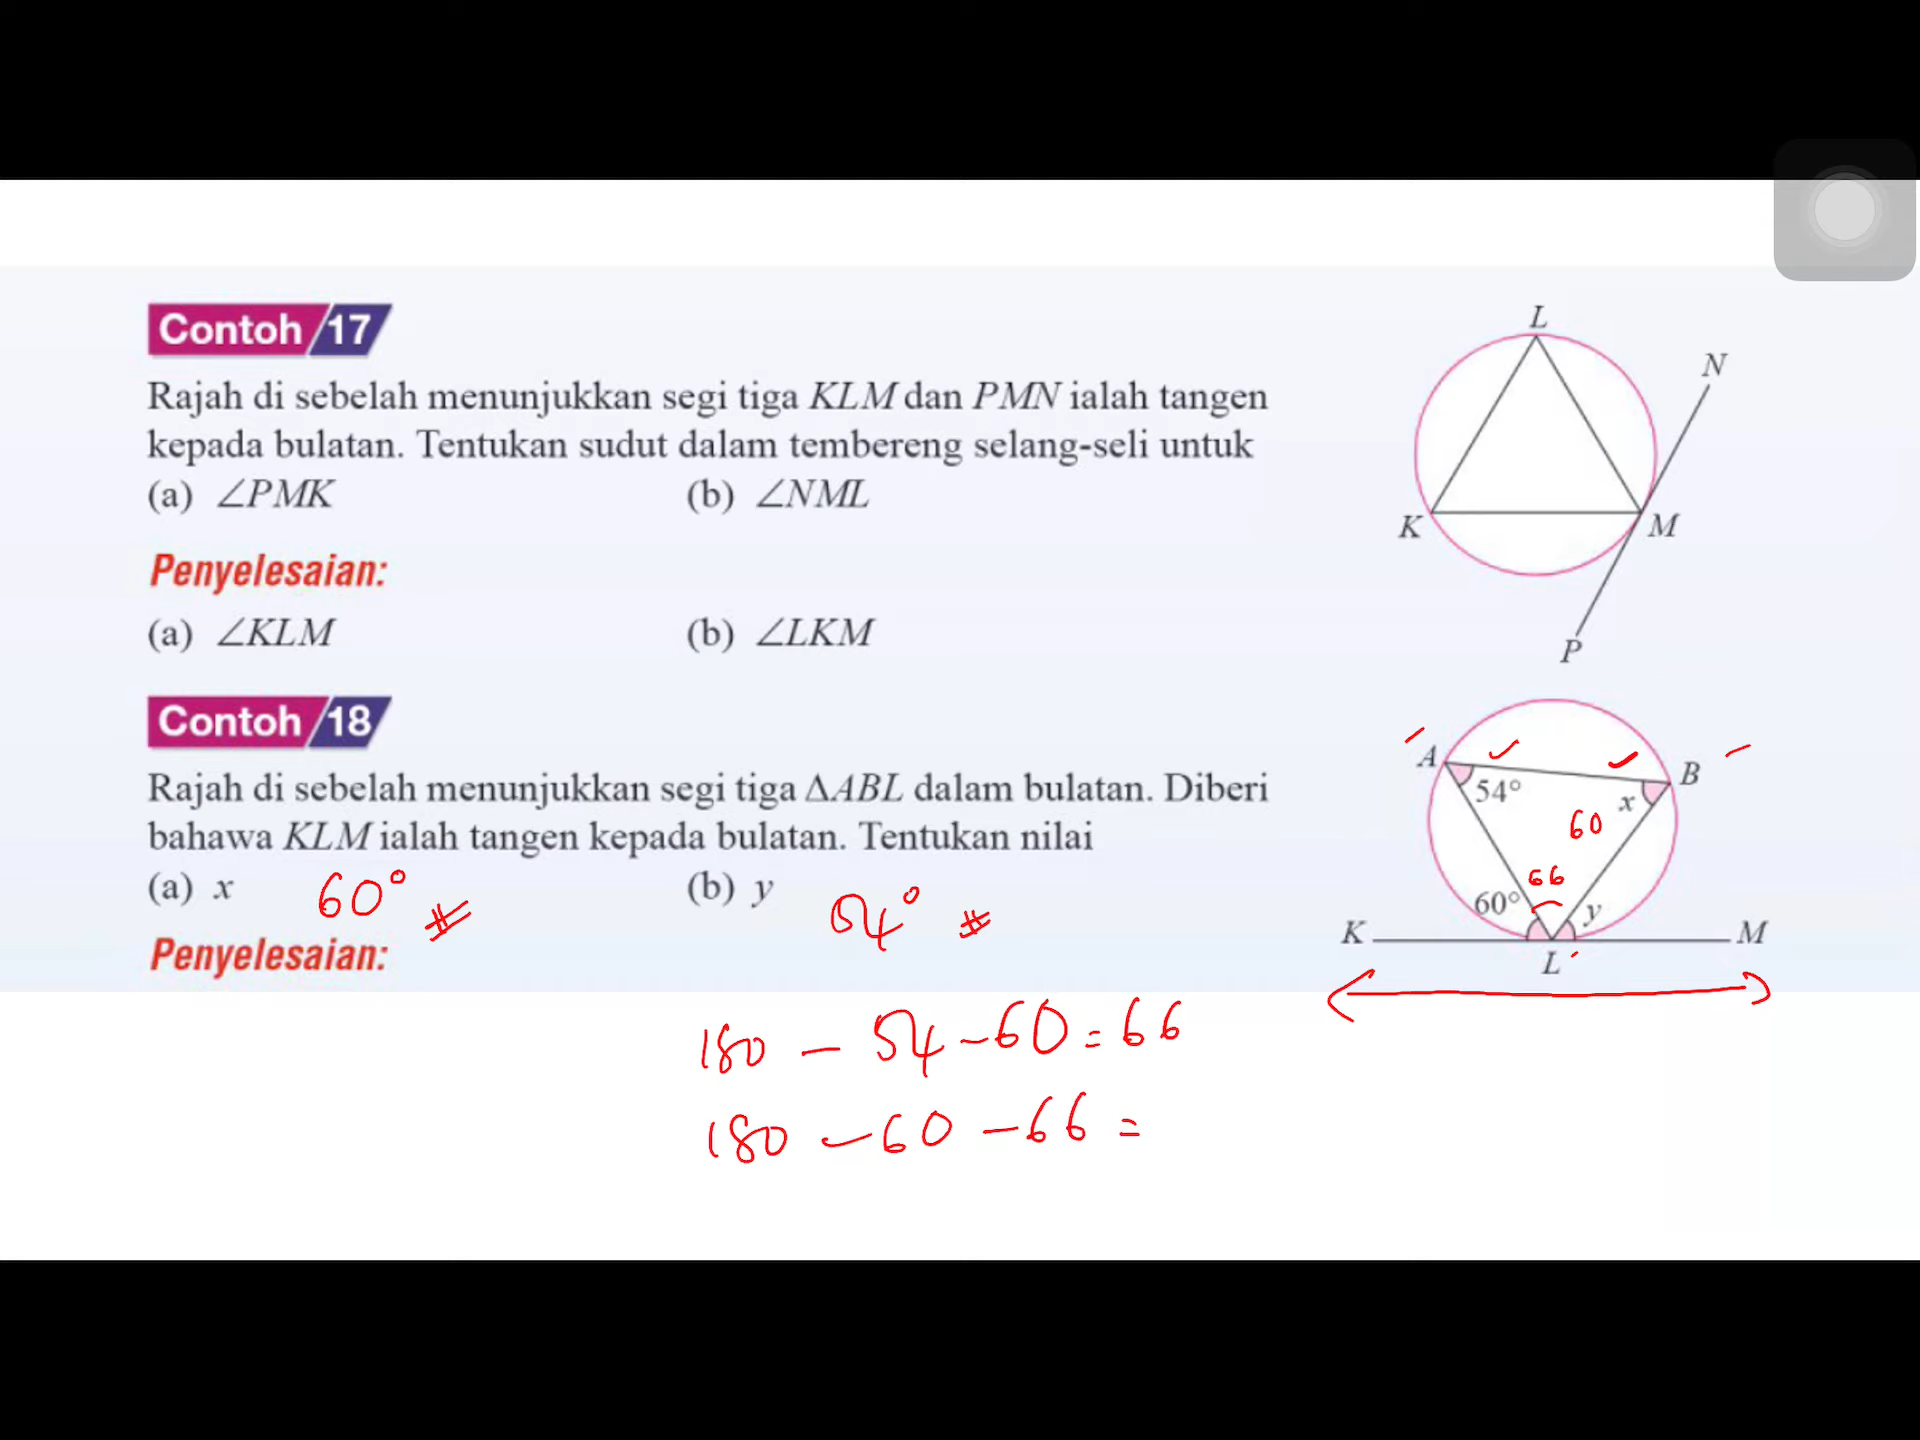 Contoh 17
Rajah di sebelah menunjukkan segi tiga KLM dan PMN ialah tangen
kepada bulatan. Tentukan sudut dalam tembereng selang-seli untuk
(a) ∠PMK (b) ∠NML
Penyelesaian:
(a) ∠KLM (b) ∠LKM
L
N
K
M
P
Contoh 18
Rajah di sebelah menunjukkan segi tiga ΔABL dalam bulatan. Diberi
bahawa KLM ialah tangen kepada bulatan. Tentukan nilai
(a) x 60° # (b) y 54° #
Penyelesaian:
A
B
54°
x
60
66
60°
y
K
M
L
180 - 54 - 60 = 66
180 - 60 - 66 =